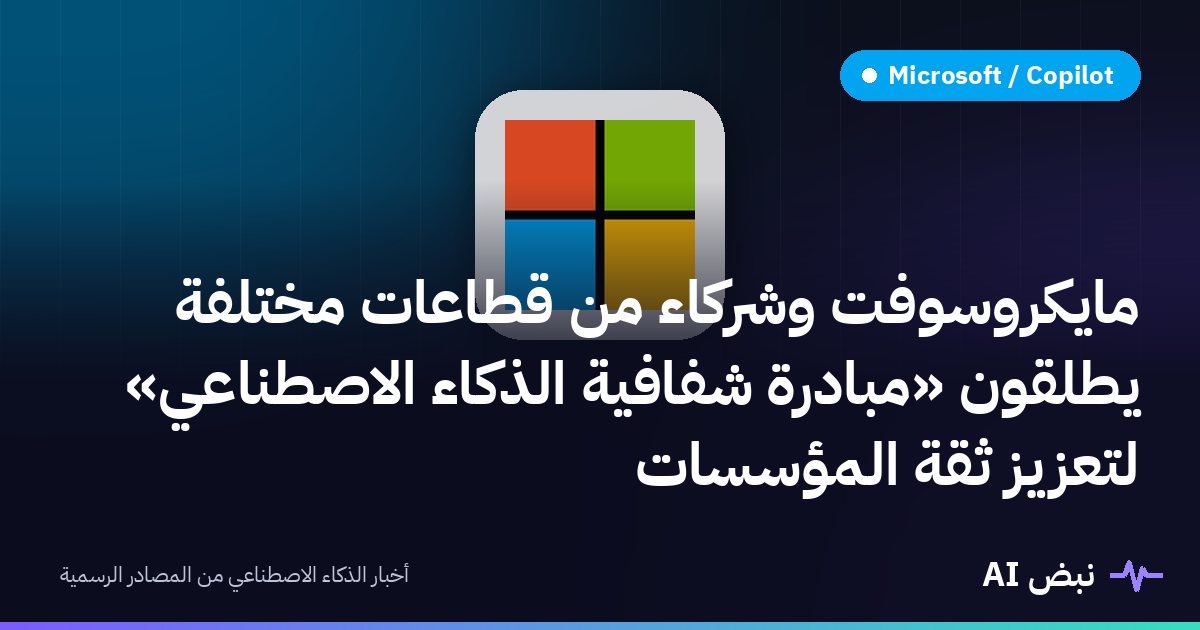 Microsoft / Copilot
مايكروسوفت وشركاء من قطاعات مختلفة
يطلقون «مبادرة شفافية الذكاء الاصطناعي»
لتعزيز ثقة المؤسسات
نبض AI
أخبار الذكاء الاصطناعي من المصادر الرسمية